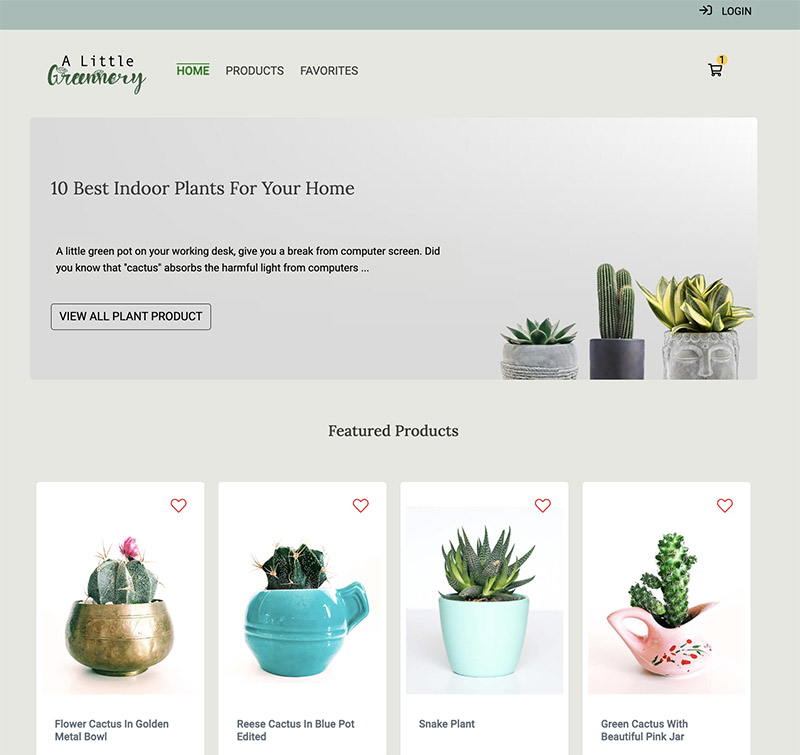 LOGIN
A Little
Greennery
HOME PRODUCTS FAVORITES
1
10 Best Indoor Plants For Your Home
A little green pot on your working desk, give you a break from computer screen. Did
you know that "cactus" absorbs the harmful light from computers ...
VIEW ALL PLANT PRODUCT
Featured Products
Flower Cactus In Golden
Metal Bowl
Reese Cactus In Blue Pot
Edited
Snake Plant
Green Cactus With
Beautiful Pink Jar